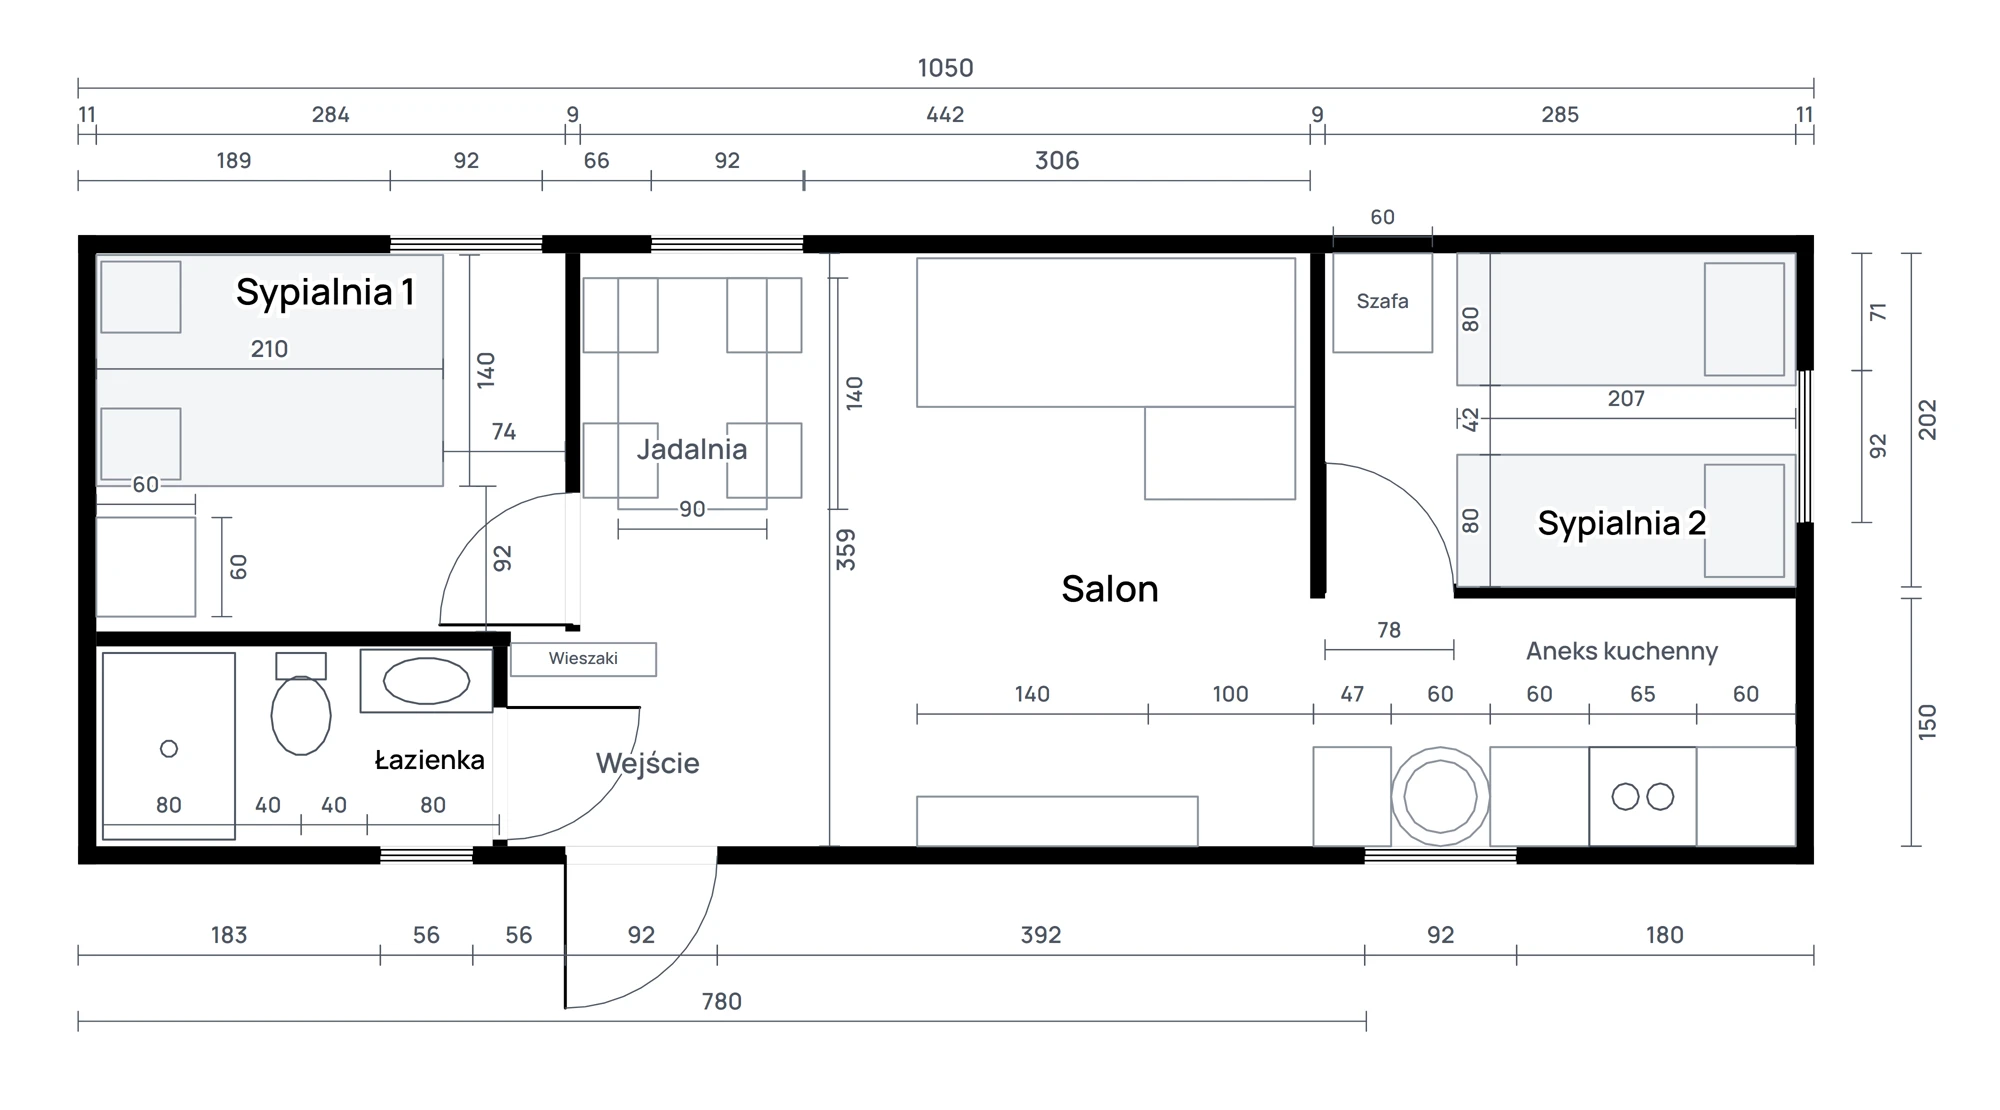 1050
11 284 9 442 9 285 11
189 92 66 92 306
60
Sypialnia 1
Szafa
210
140
74
60
60
92
Jadalnia
140
90
359
Salon
80
207
42
80
Sypialnia 2
71
92
202
150
Wieszaki
78
Aneks kuchenny
140 100 47 60 60 65 60
Łazienka
Wejście
80 40 40 80
183 56 56 92 392 92 180
780